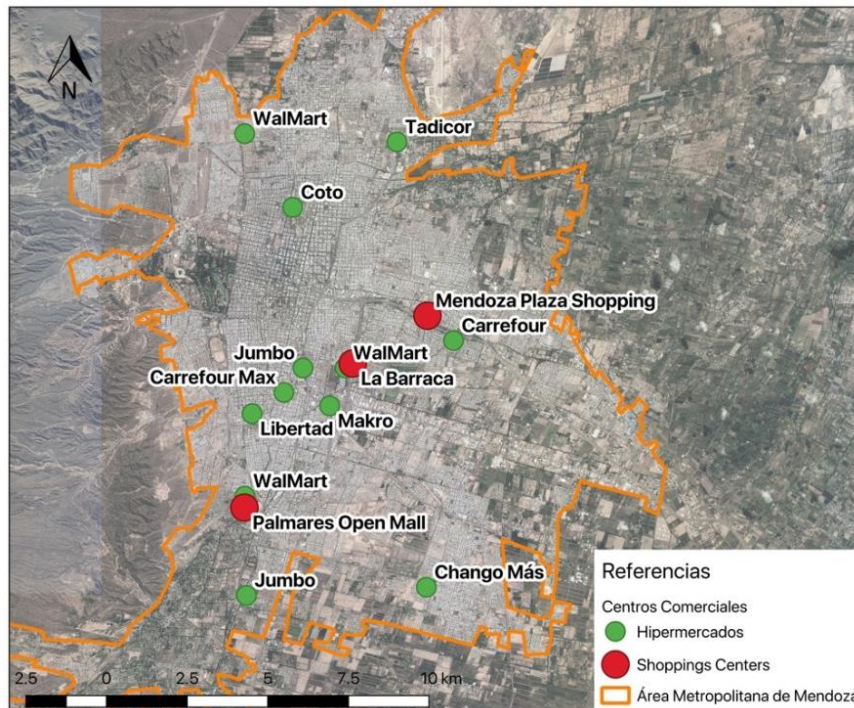 N
WalMart
Tadicor
Coto
Mendoza Plaza Shopping
Carrefour
Jumbo
WalMart
Carrefour Max
La Barraca
Libertad
Makro
WalMart
Palmares Open Mall
Jumbo
Chango Más
Referencias
Centros Comerciales
Hipermercados
Shoppings Centers
Área Metropolitana de Mendoza
2.5 0 2.5 5 7.5 10 km